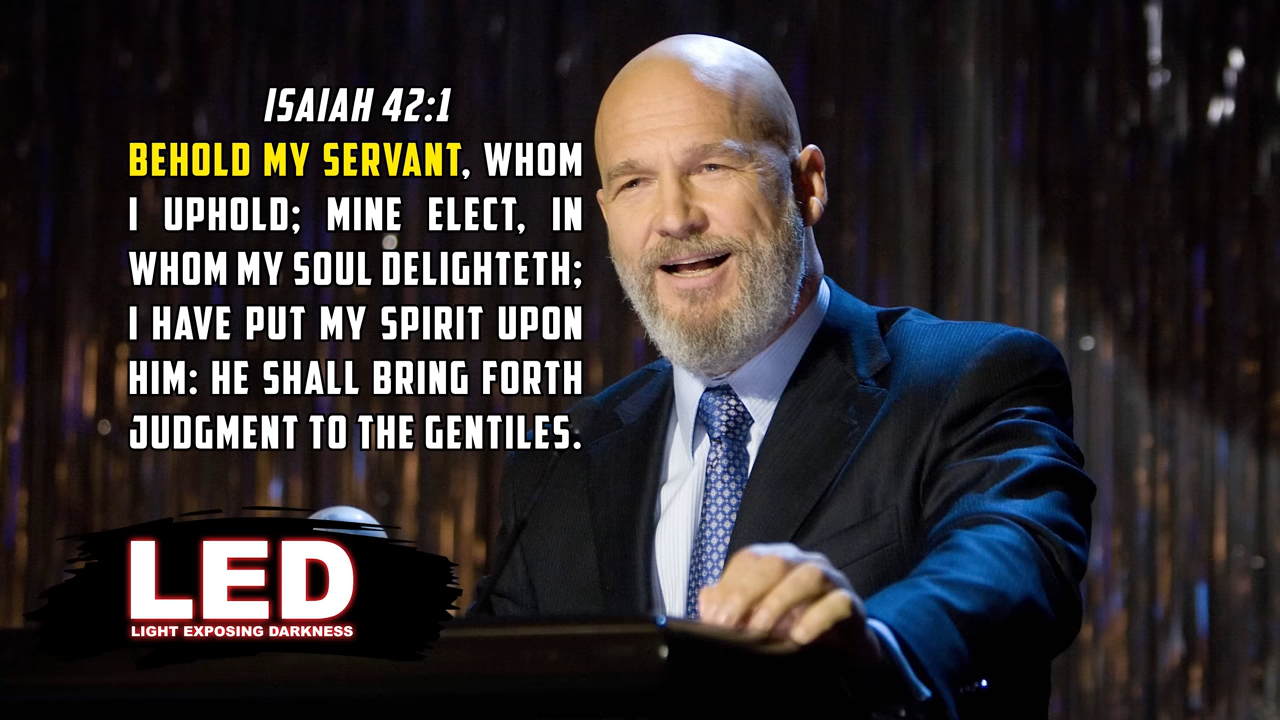 ISAIAH 42:1
BEHOLD MY SERVANT, WHOM
I UPHOLD; MINE ELECT, IN
WHOM MY SOUL DELIGHTETH;
I HAVE PUT MY SPIRIT UPON
HIM: HE SHALL BRING FORTH
JUDGMENT TO THE GENTILES.
LED
LIGHT EXPOSING DARKNESS